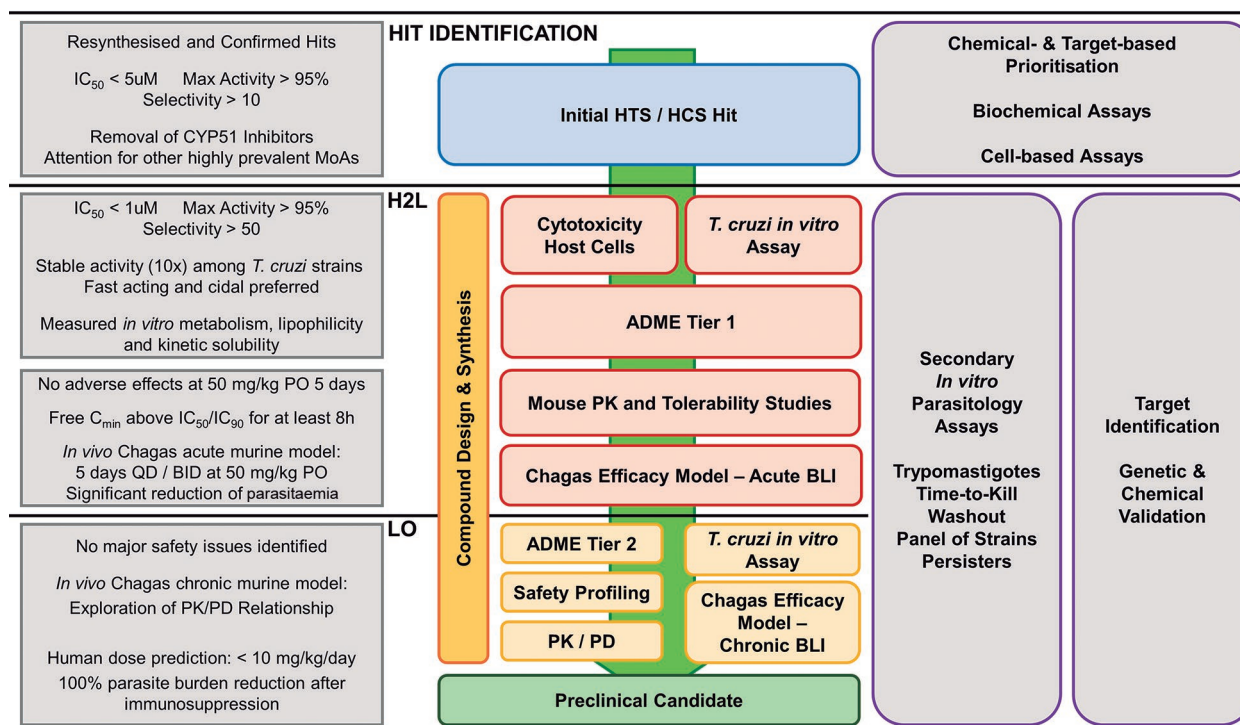 HIT IDENTIFICATION
Resynthesised and Confirmed Hits
IC50 < 5uM Max Activity > 95%
Selectivity > 10
Removal of CYP51 Inhibitors
Attention for other highly prevalent MoAs
Initial HTS / HCS Hit
Chemical- & Target-based
Prioritisation
Biochemical Assays
Cell-based Assays
H2L
IC50 < 1uM Max Activity > 95%
Selectivity > 50
Stable activity (10x) among T. cruzi strains
Fast acting and cidal preferred
Measured in vitro metabolism, lipophilicity
and kinetic solubility
No adverse effects at 50 mg/kg PO 5 days
Free Cmin above IC50/IC90 for at least 8h
In vivo Chagas acute murine model:
5 days QD / BID at 50 mg/kg PO
Significant reduction of parasitaemia
Compound Design & Synthesis
Cytotoxicity
Host Cells
T. cruzi in vitro
Assay
ADME Tier 1
Mouse PK and Tolerability Studies
Chagas Efficacy Model – Acute BLI
Secondary
In vitro
Parasitology
Assays
Trypomastigotes
Time-to-Kill
Washout
Panel of Strains
Persisters
Target
Identification
Genetic &
Chemical
Validation
LO
No major safety issues identified
In vivo Chagas chronic murine model:
Exploration of PK/PD Relationship
Human dose prediction: < 10 mg/kg/day
100% parasite burden reduction after
immunosuppression
ADME Tier 2
T. cruzi in vitro
Assay
Safety Profiling
Chagas Efficacy
Model –
Chronic BLI
PK / PD
Preclinical Candidate